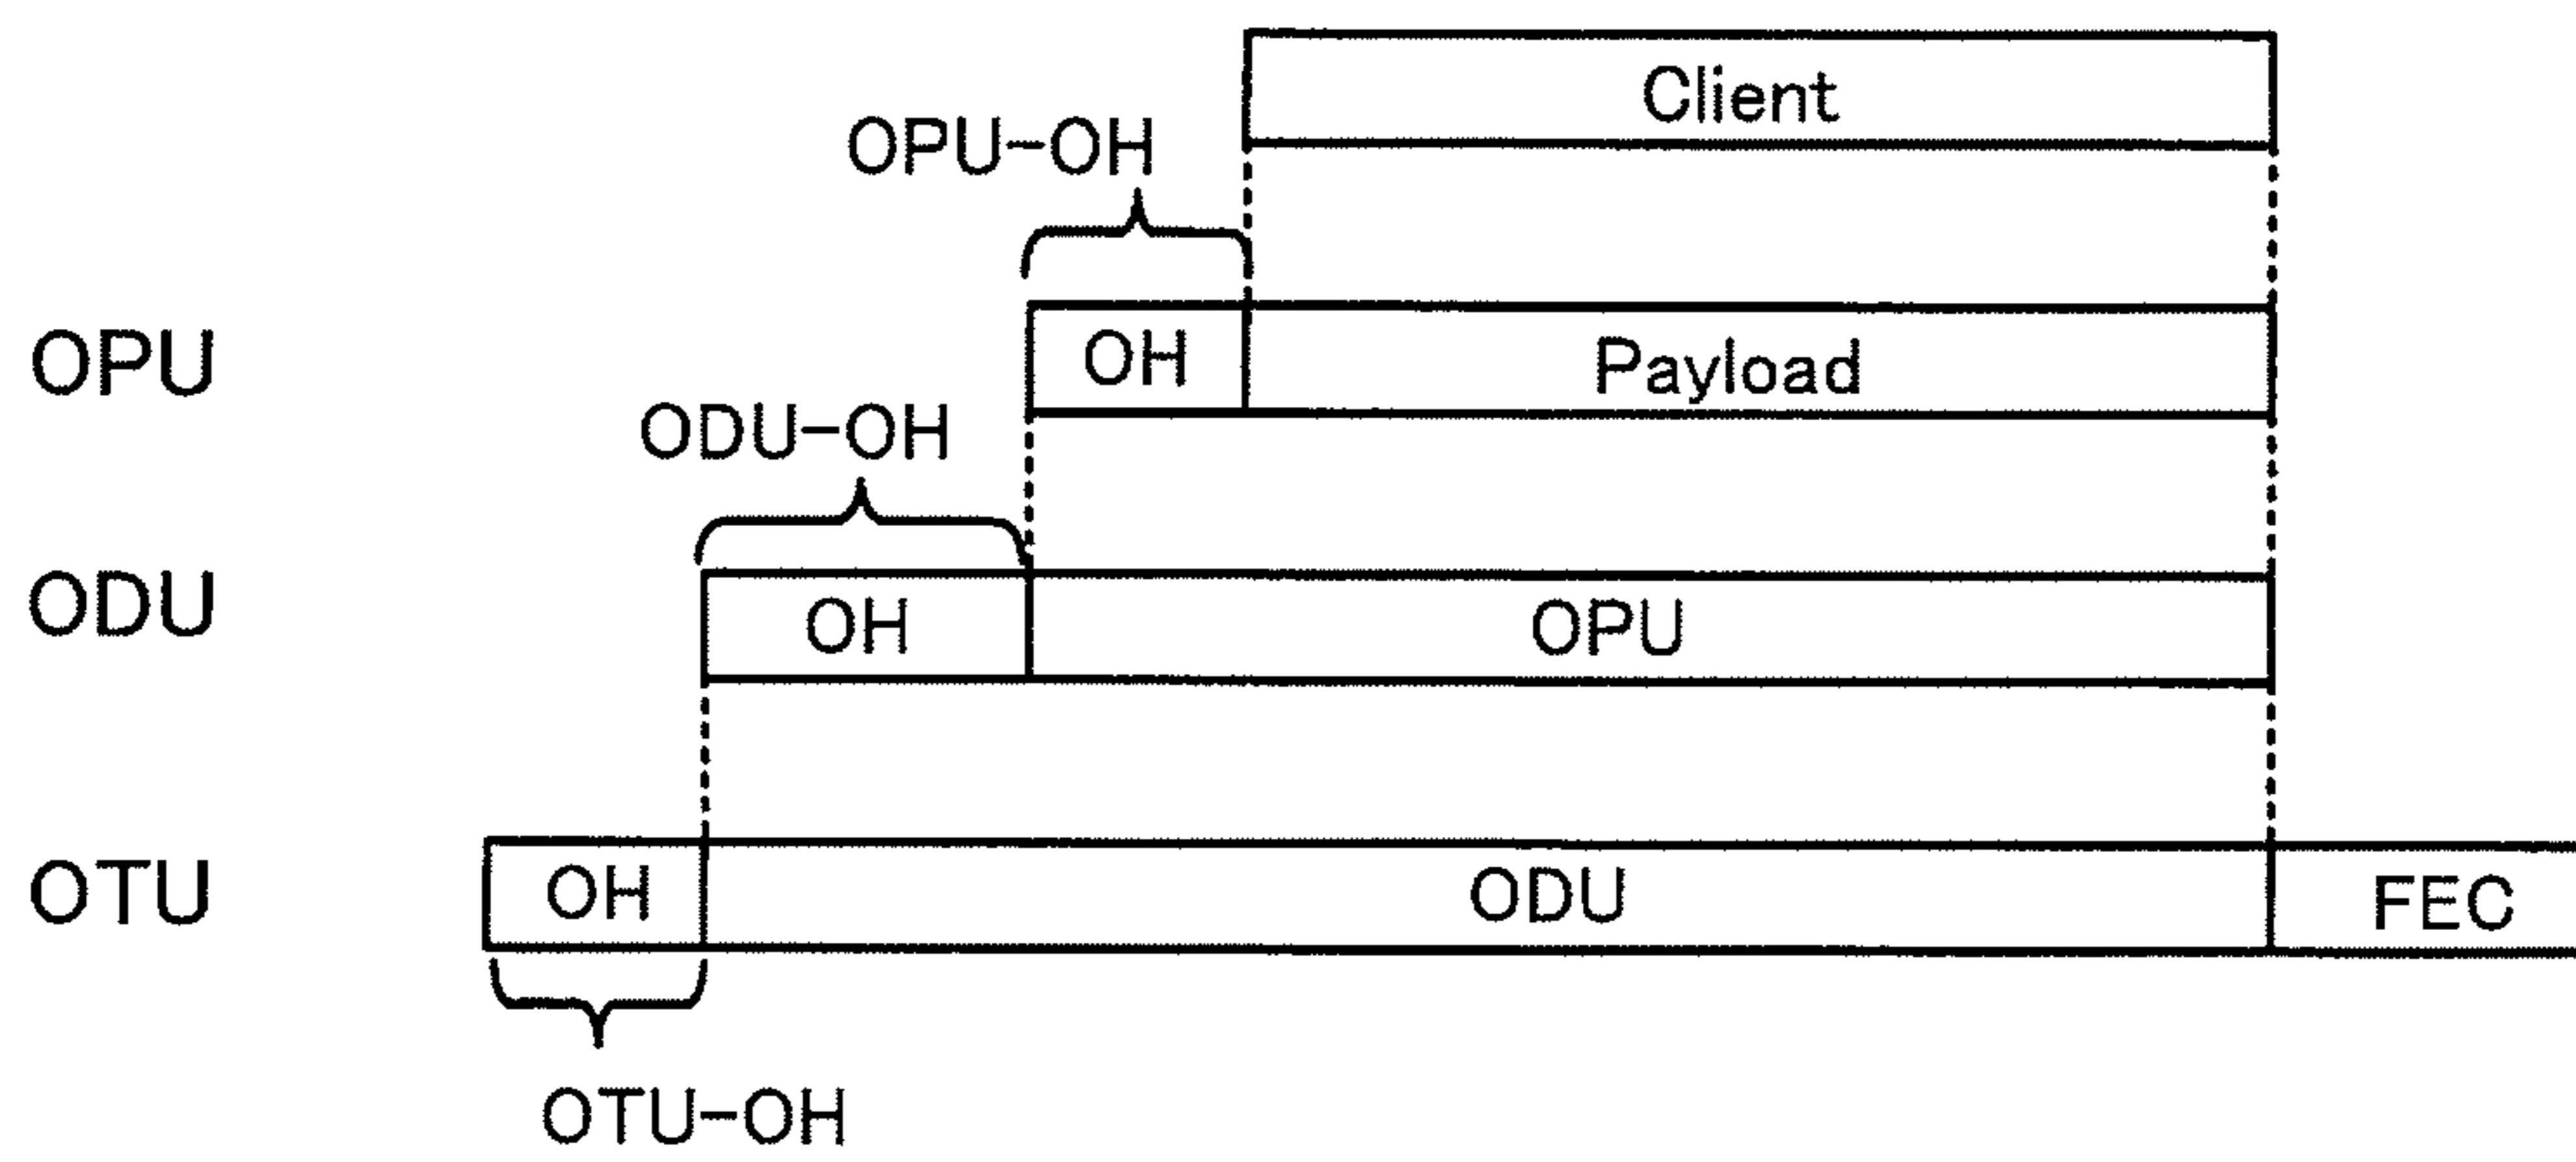 Client
OPU-OH
OPU
OH
Payload
ODU-OH
ODU
OH
OPU
OTU
OH
ODU
FEC
OTU-OH